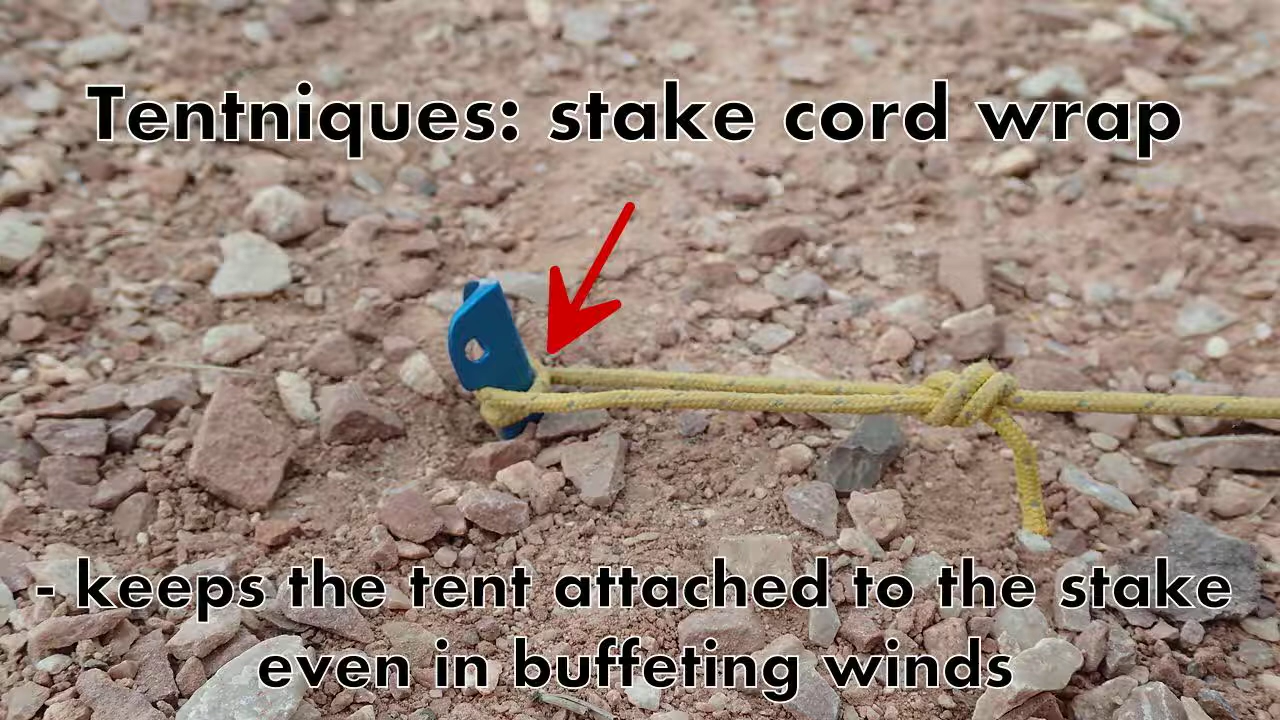 Tentniques: stake cord wrap
- keeps the tent attached to the stake
even in buffeting winds